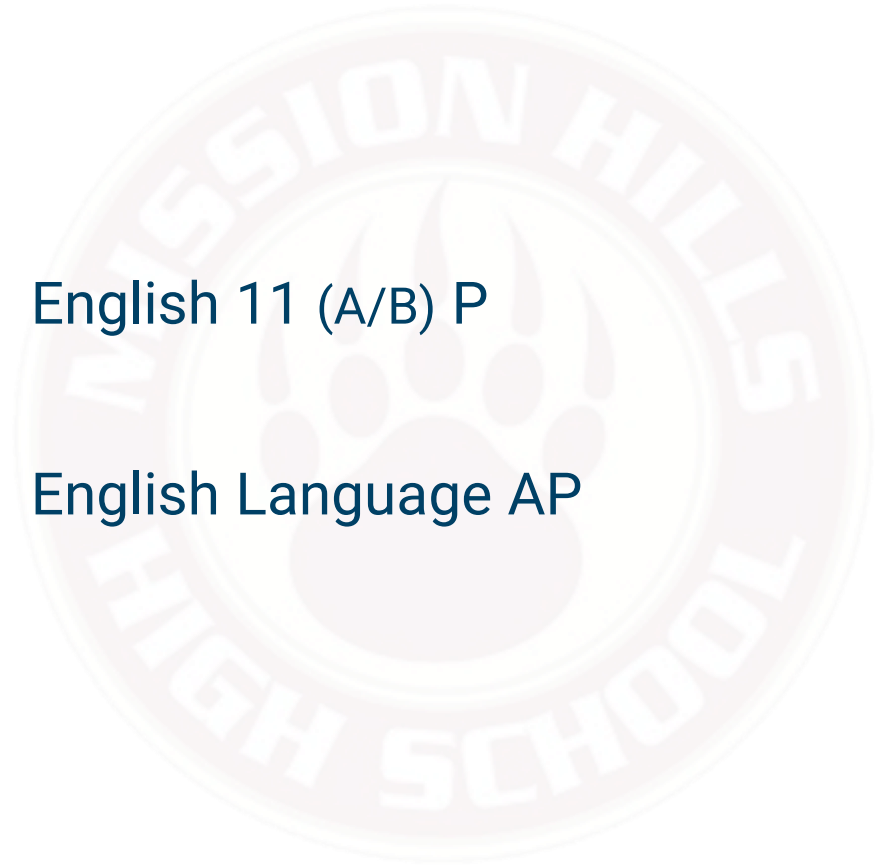 MISSION HILLS
English 11 (A/B) P
English Language AP
HIGH SCHOOL